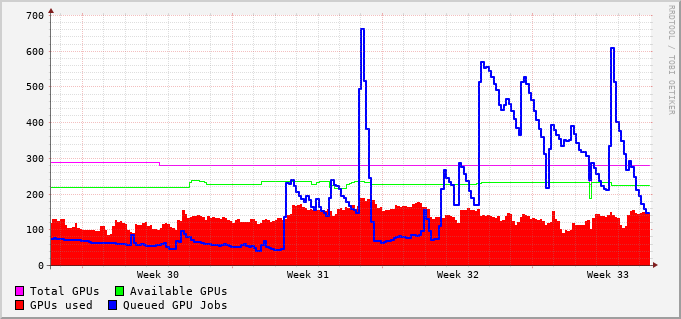 700
600
500
400
300
200
100
0
Week 30 Week 31 Week 32 Week 33
Total GPUs Available GPUs
GPUs used Queued GPU Jobs
RRDTOOL / TOBI OETIKER